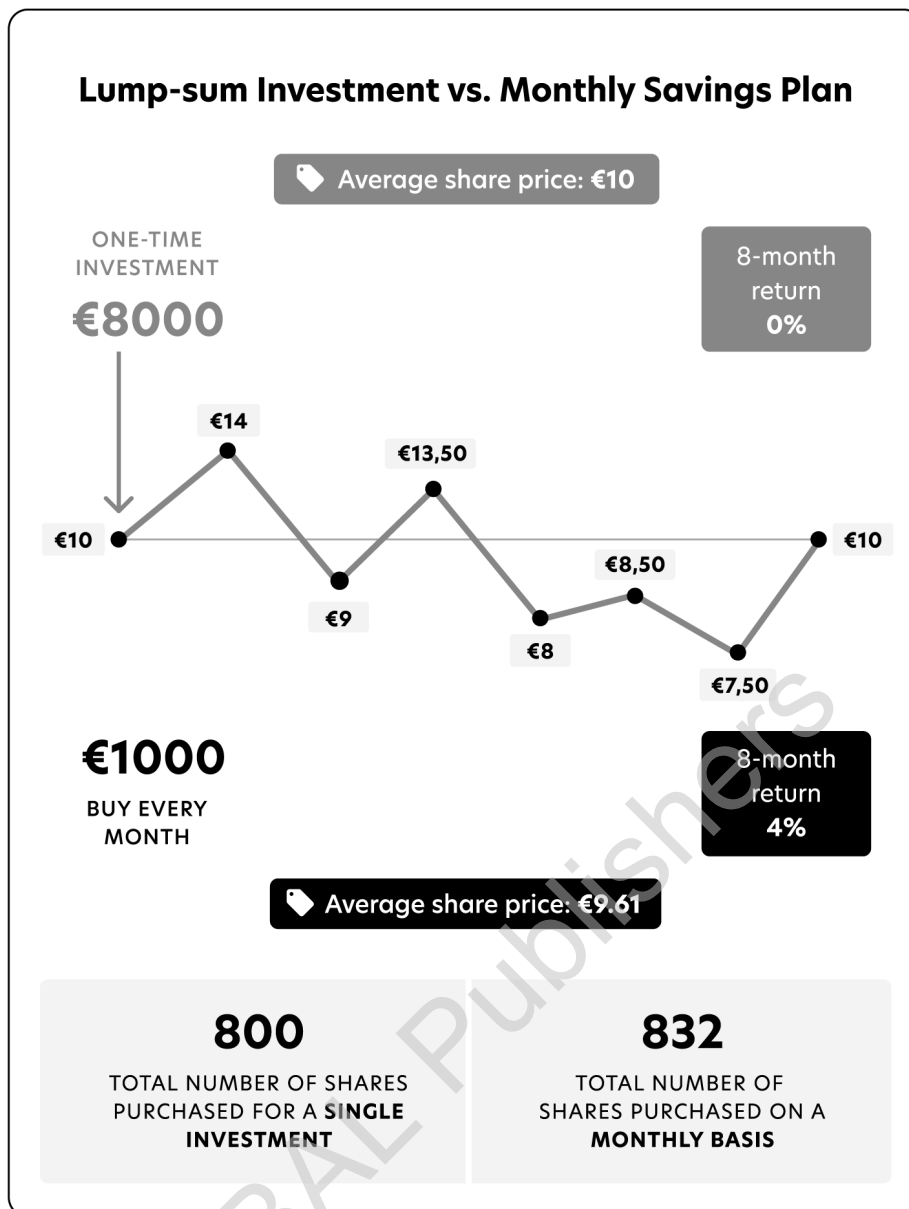 Lump-sum Investment vs. Monthly Savings Plan
Average share price: €10
ONE-TIME
INVESTMENT
€8000
8-month
return
0%
€14
€13,50
€10
€10
€8,50
€9
€8
€7,50
€1000
BUY EVERY
MONTH
8-month
return
4%
Average share price: €9.61
800
TOTAL NUMBER OF SHARES
PURCHASED FOR A SINGLE
INVESTMENT
832
TOTAL NUMBER OF
SHARES PURCHASED ON A
MONTHLY BASIS
BAL Publishers